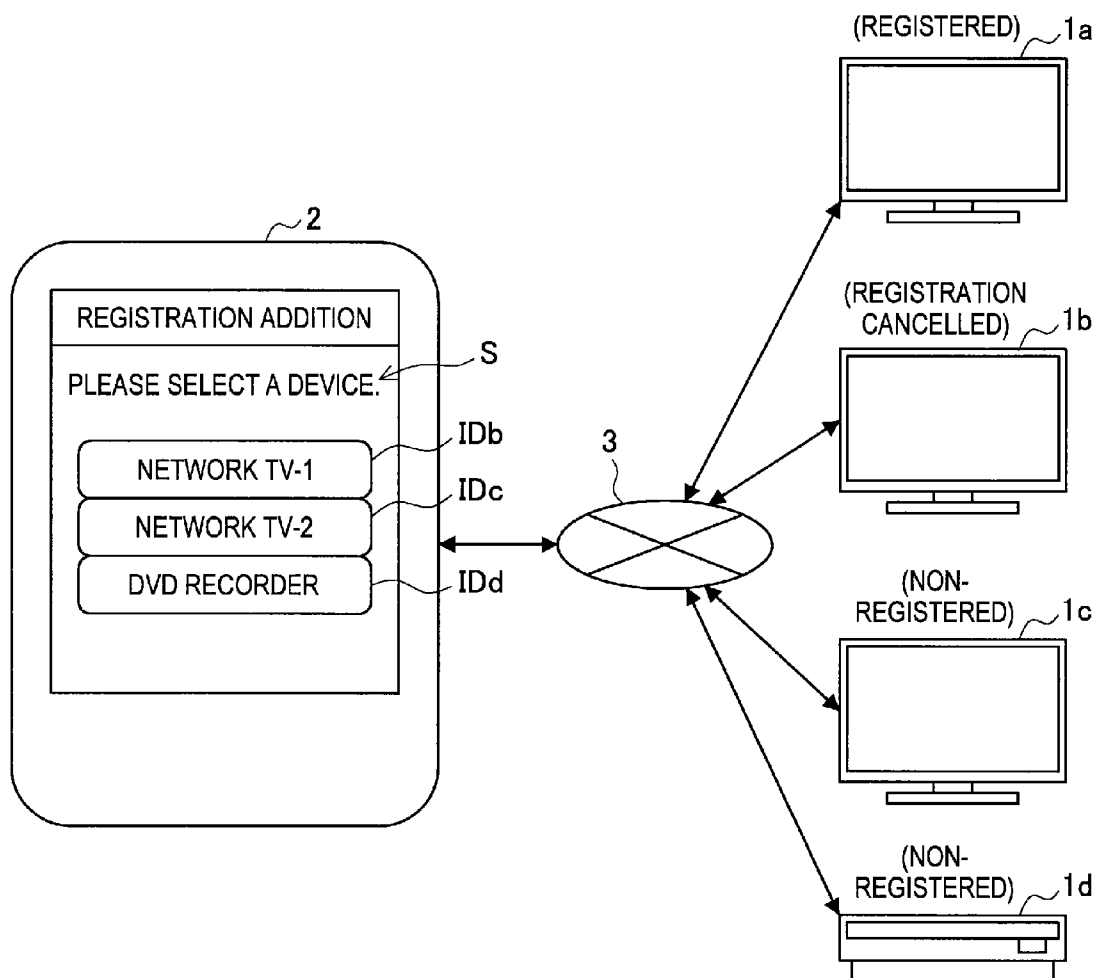 2
REGISTRATION ADDITION
PLEASE SELECT A DEVICE.
S
NETWORK TV-1
IDb
NETWORK TV-2
IDc
DVD RECORDER
IDd
3
(REGISTERED)
1a
(REGISTRATION
CANCELLED)
1b
(NON-
REGISTERED)
1c
(NON-
REGISTERED)
1d